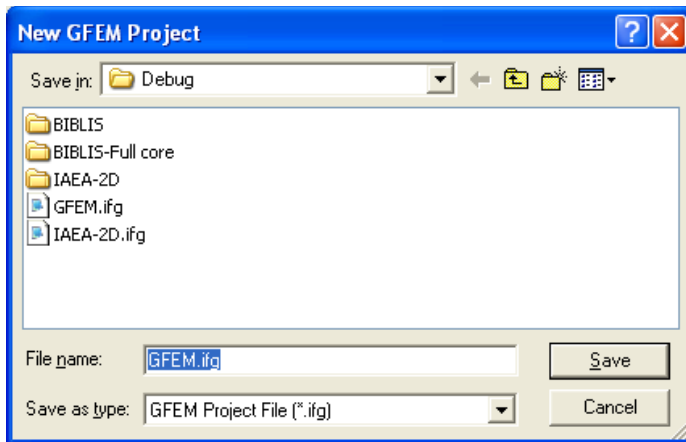 New GFEM Project
Save in: Debug
BIBLIS
BIBLIS-Full core
IAEA-2D
GFEM.ifg
IAEA-2D.ifg
File name: GFEM.ifg Save
Save as type: GFEM Project File (*.ifg) Cancel